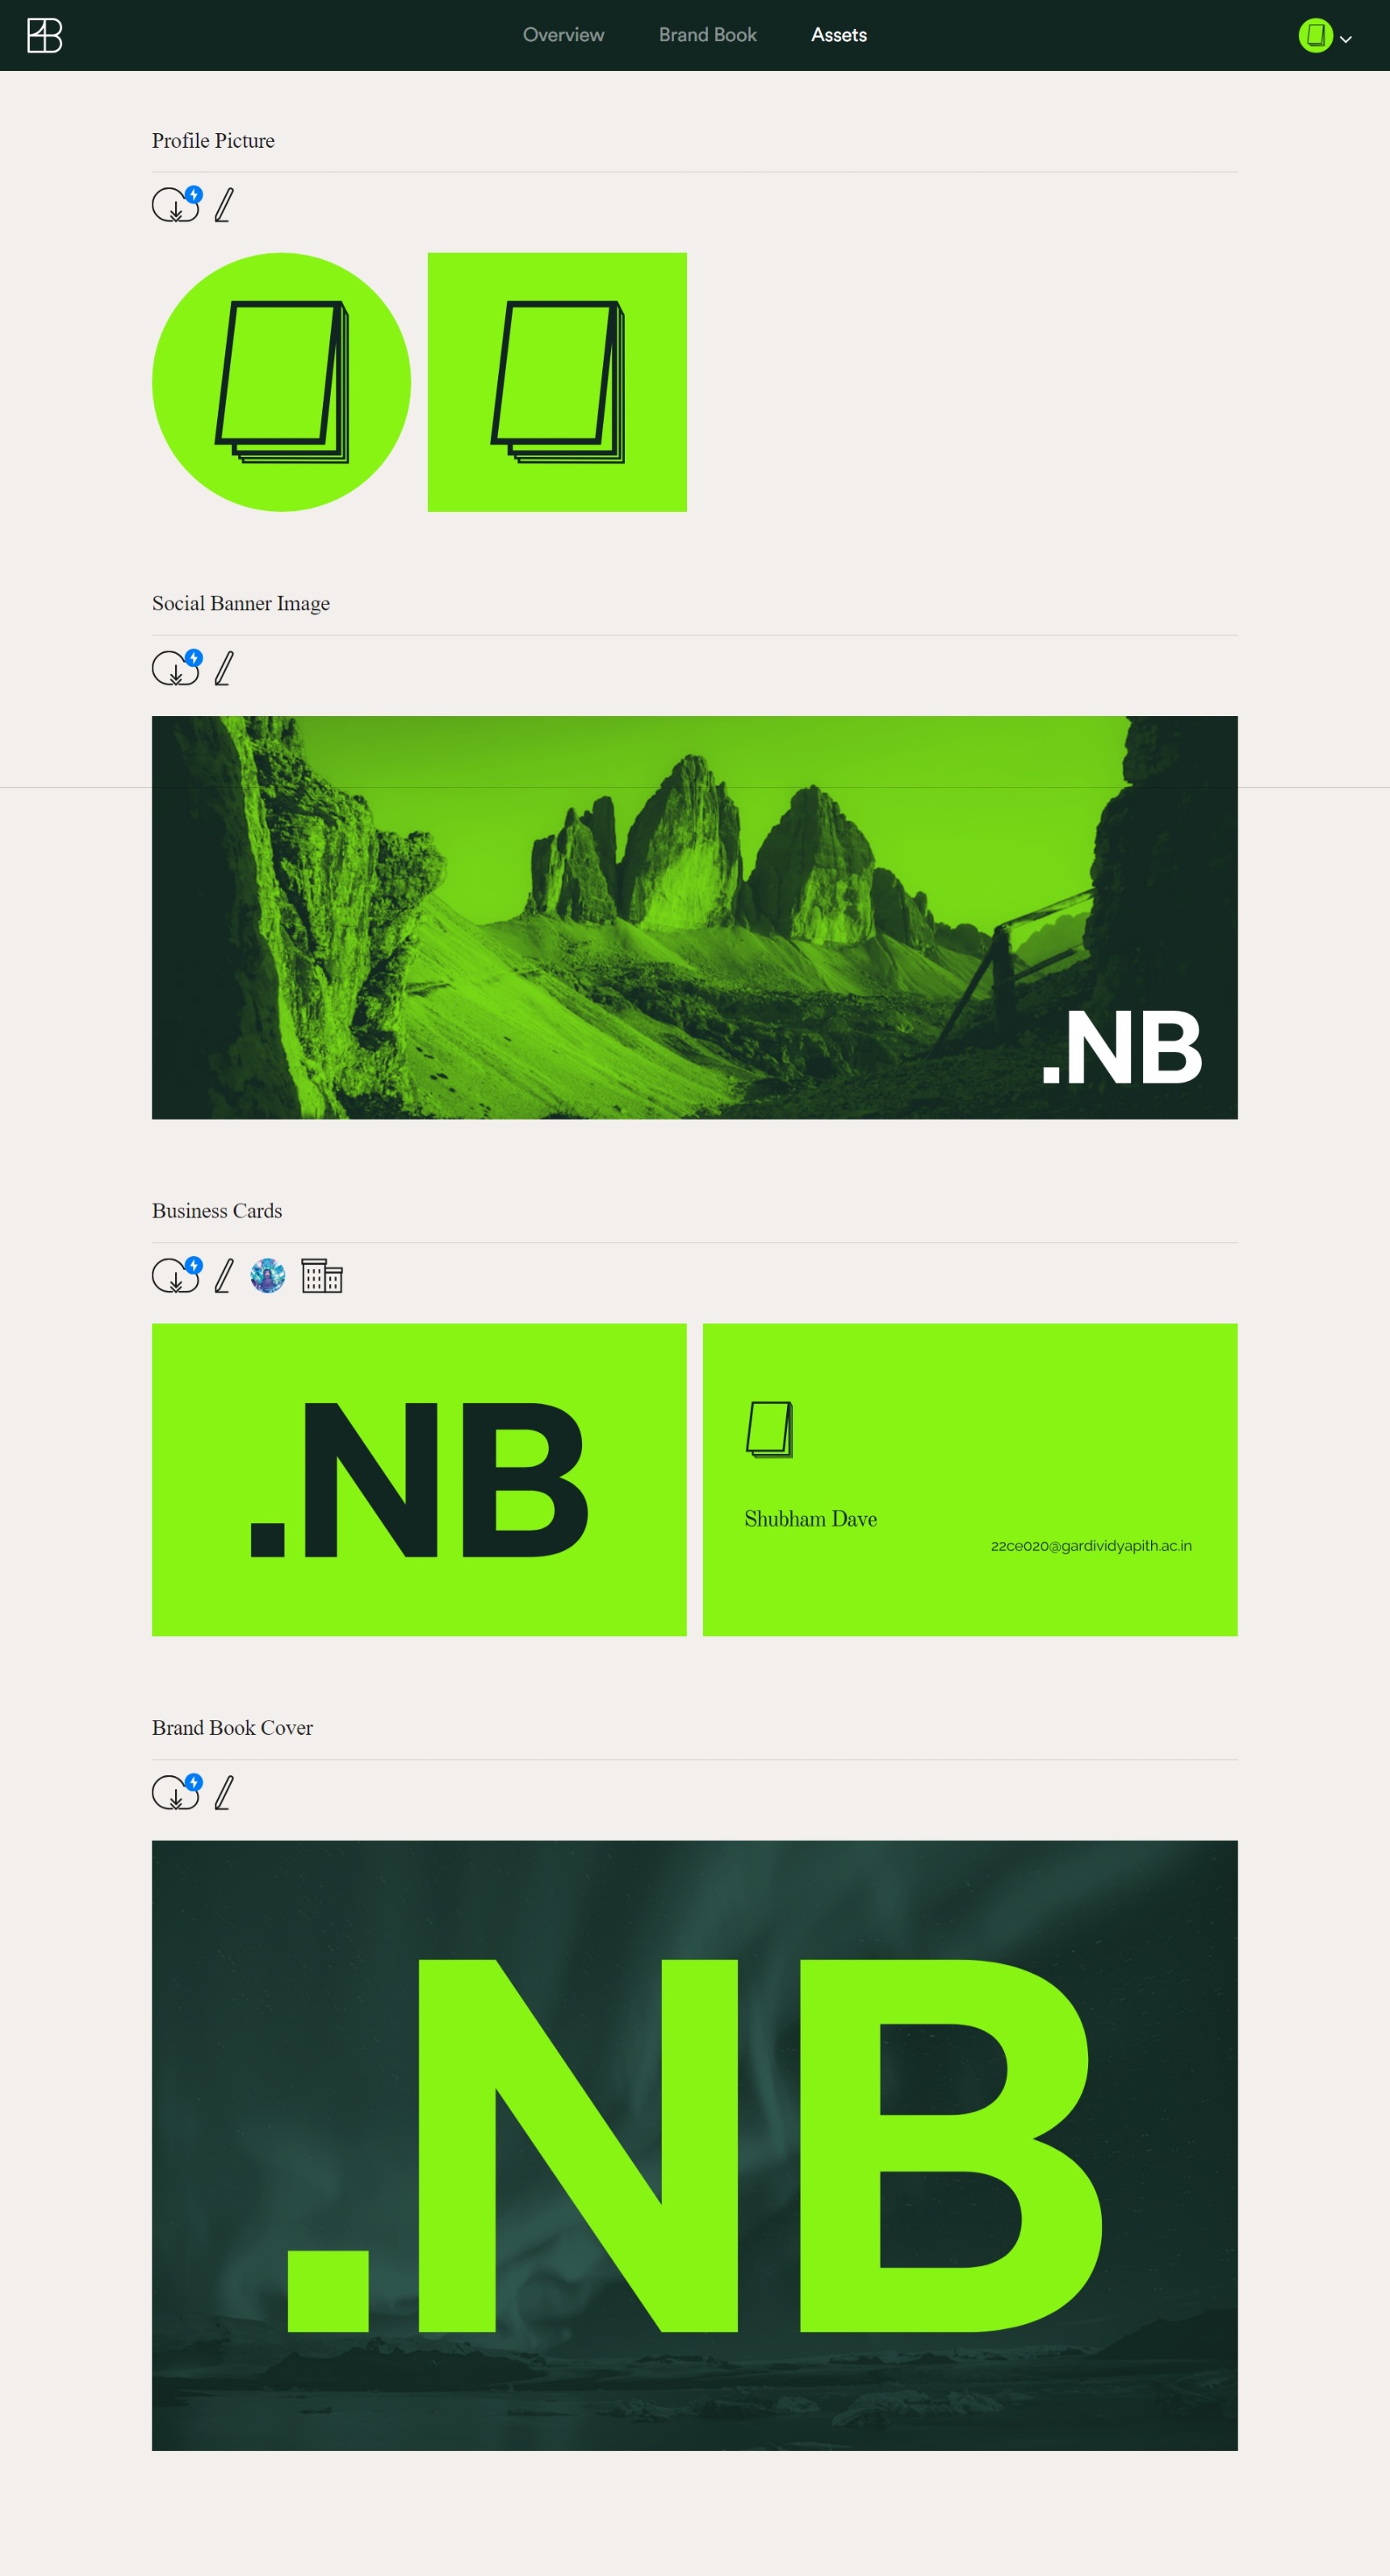 Overview
Brand Book
Assets
Profile Picture
Social Banner Image
.NB
Business Cards
.NB
Shubham Dave
22ce020@gardividyapith.ac.in
Brand Book Cover
.NB